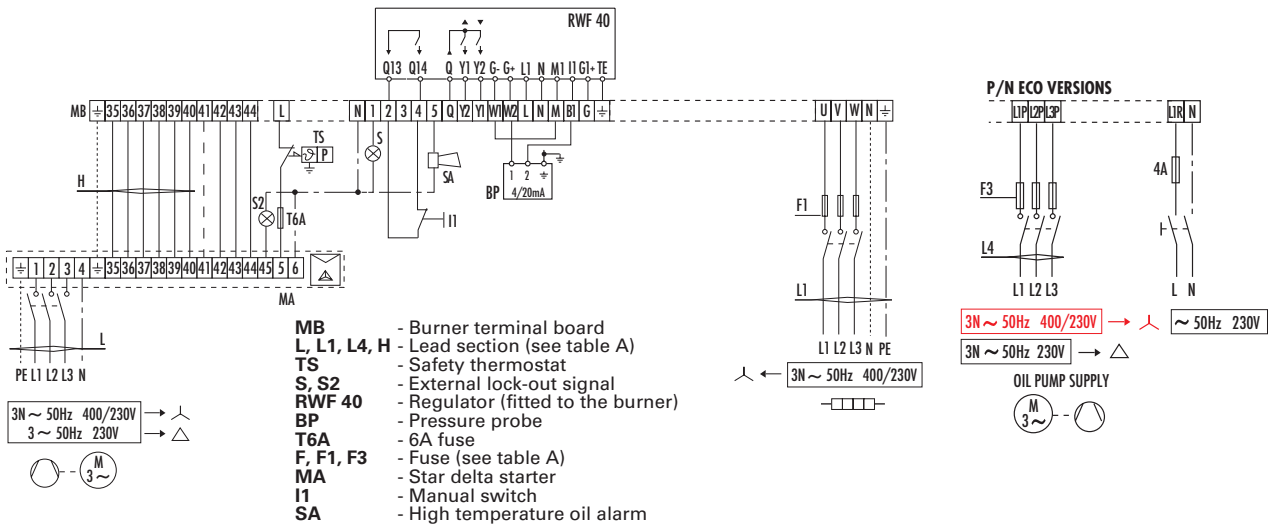 RWF 40
Q13 Q14 Q Y1 Y2 G- G+ L1 N M1 I1 G1+ TE
MB 35 36 37 38 39 40 41 42 43 44 L N 1 2 3 4 5 Q Y2 Y1 W1 W2 L N M B1 G U V W N
P/N ECO VERSIONS
L1P L2P L3P L1R N
TS
P
S
SA
1 2
4/20mA
BP
H
S2
T6A
I1
F1
4A
F3
L4
1 2 3 4 35 36 37 38 39 40 41 42 43 44 45 5 6
MA
L
PE L1 L2 L3 N
3N ~ 50Hz 400/230V
3 ~ 50Hz 230V
M
3~
MB - Burner terminal board
L, L1, L4, H - Lead section (see table A)
TS - Safety thermostat
S, S2 - External lock-out signal
RWF 40 - Regulator (fitted to the burner)
BP - Pressure probe
T6A - 6A fuse
F, F1, F3 - Fuse (see table A)
MA - Star delta starter
I1 - Manual switch
SA - High temperature oil alarm
L1
L1 L2 L3 N PE
3N ~ 50Hz 400/230V
L1 L2 L3 L N
3N ~ 50Hz 400/230V
~ 50Hz 230V
3N ~ 50Hz 230V
OIL PUMP SUPPLY
M
3~